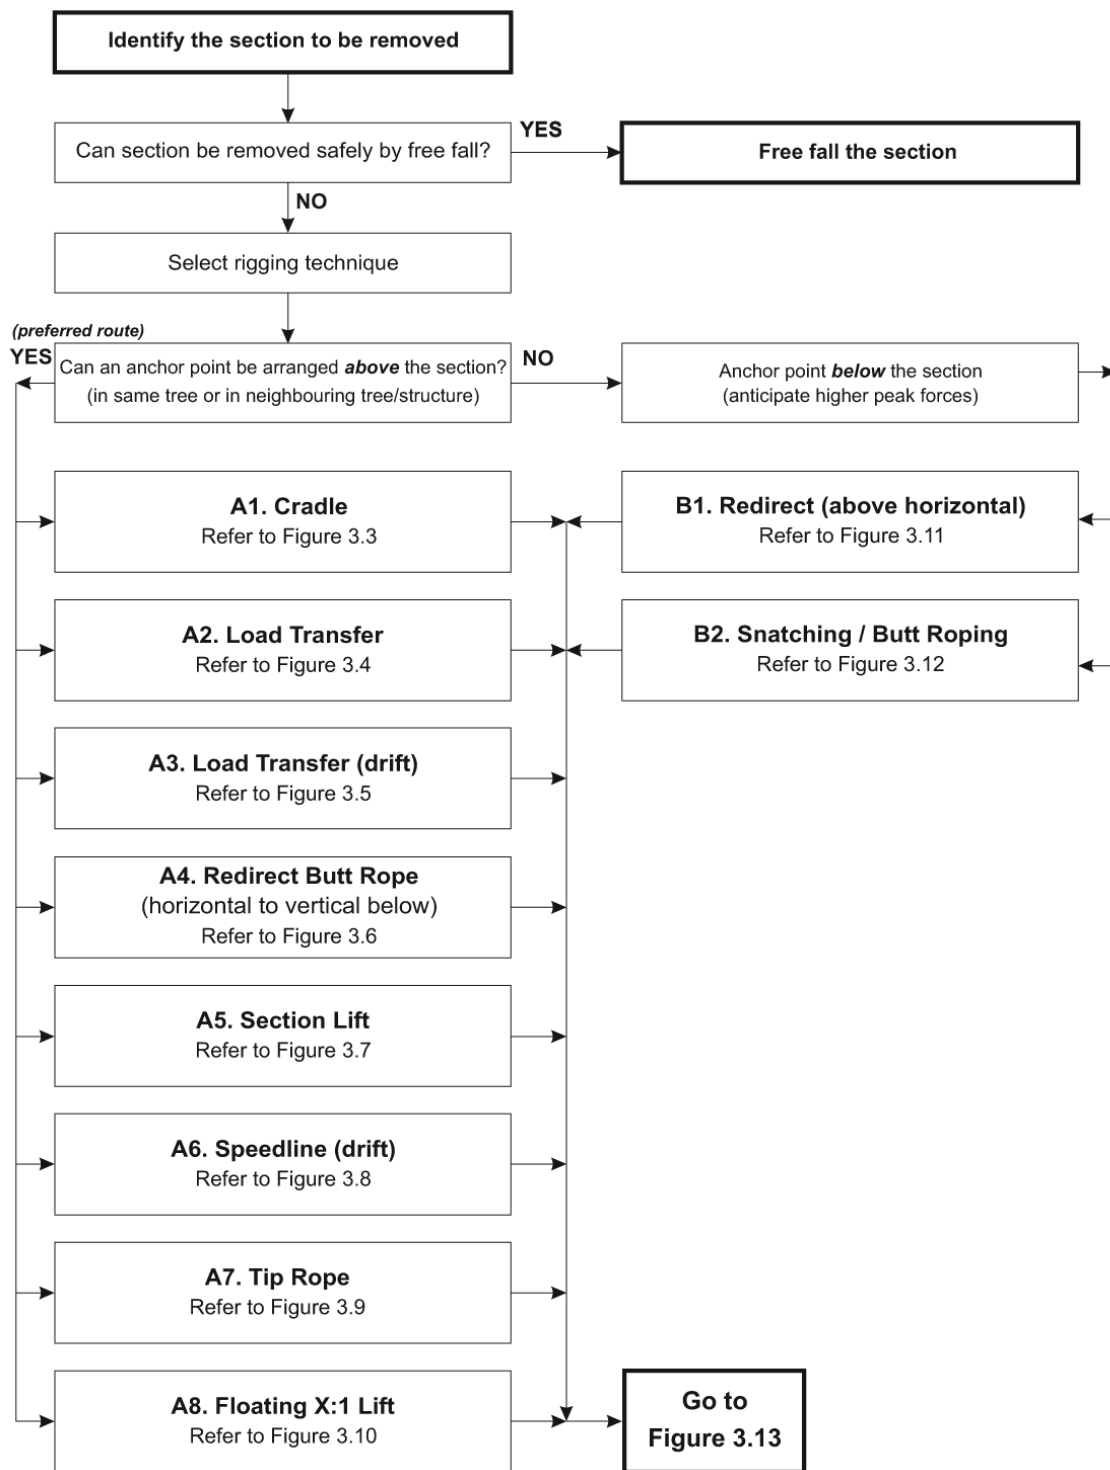 Identify the section to be removed
Can section be removed safely by free fall?
YES
Free fall the section
NO
Select rigging technique
(preferred route)
YES
Can an anchor point be arranged above the section?
(in same tree or in neighbouring tree/structure)
NO
Anchor point below the section
(anticipate higher peak forces)
A1. Cradle
Refer to Figure 3.3
B1. Redirect (above horizontal)
Refer to Figure 3.11
A2. Load Transfer
Refer to Figure 3.4
B2. Snatching / Butt Roping
Refer to Figure 3.12
A3. Load Transfer (drift)
Refer to Figure 3.5
A4. Redirect Butt Rope
(horizontal to vertical below)
Refer to Figure 3.6
A5. Section Lift
Refer to Figure 3.7
A6. Speedline (drift)
Refer to Figure 3.8
A7. Tip Rope
Refer to Figure 3.9
A8. Floating X:1 Lift
Refer to Figure 3.10
Go to
Figure 3.13